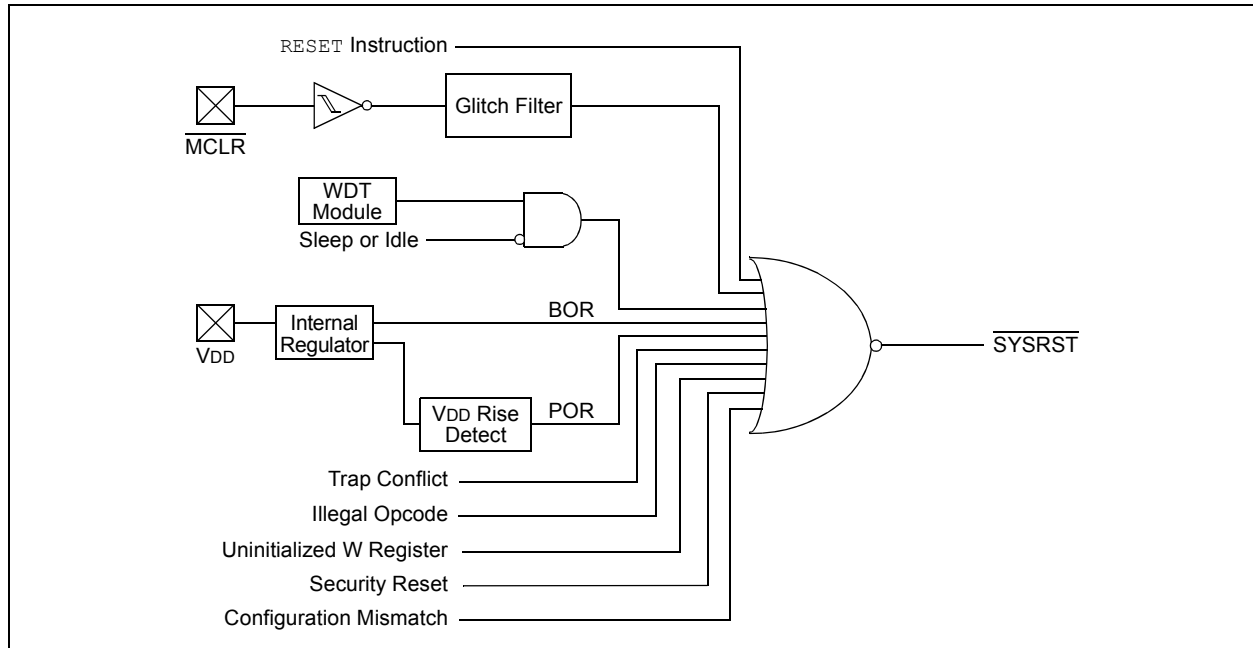 RESET Instruction
Glitch Filter
MCLR
WDT
Module
Sleep or Idle
BOR
Internal
Regulator
VDD
SYSRST
VDD Rise
Detect
POR
Trap Conflict
Illegal Opcode
Uninitialized W Register
Security Reset
Configuration Mismatch